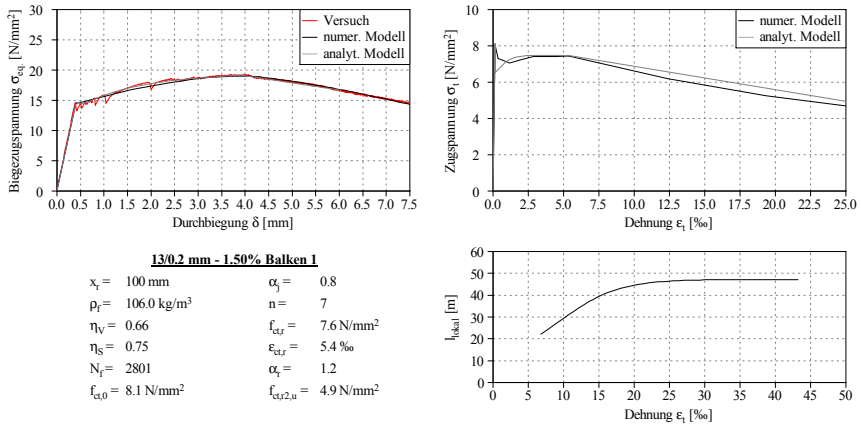 Biegezugspannung σeq. [N/mm²]
30
25
20
15
10
5
0
Versuch
numer. Modell
analyt. Modell
0.0 0.5 1.0 1.5 2.0 2.5 3.0 3.5 4.0 4.5 5.0 5.5 6.0 6.5 7.0 7.5
Durchbiegung δ [mm]
Zugspannung σt [N/mm²]
10
8
6
4
2
0
numer. Modell
analyt. Modell
0.0 2.5 5.0 7.5 10.0 12.5 15.0 17.5 20.0 22.5 25.0
Dehnung εt [‰]
13/0.2 mm - 1.50% Balken 1
xr = 100 mm αj = 0.8
ρf = 106.0 kg/m³ n = 7
ηV = 0.66 fct,r = 7.6 N/mm²
ηS = 0.75 εct,r = 5.4 ‰
Nf = 2801 αr = 1.2
fct,0 = 8.1 N/mm² fct,r2,u = 4.9 N/mm²
llokal [m]
60
50
40
30
20
10
0
0 5 10 15 20 25 30 35 40 45 50
Dehnung εt [‰]